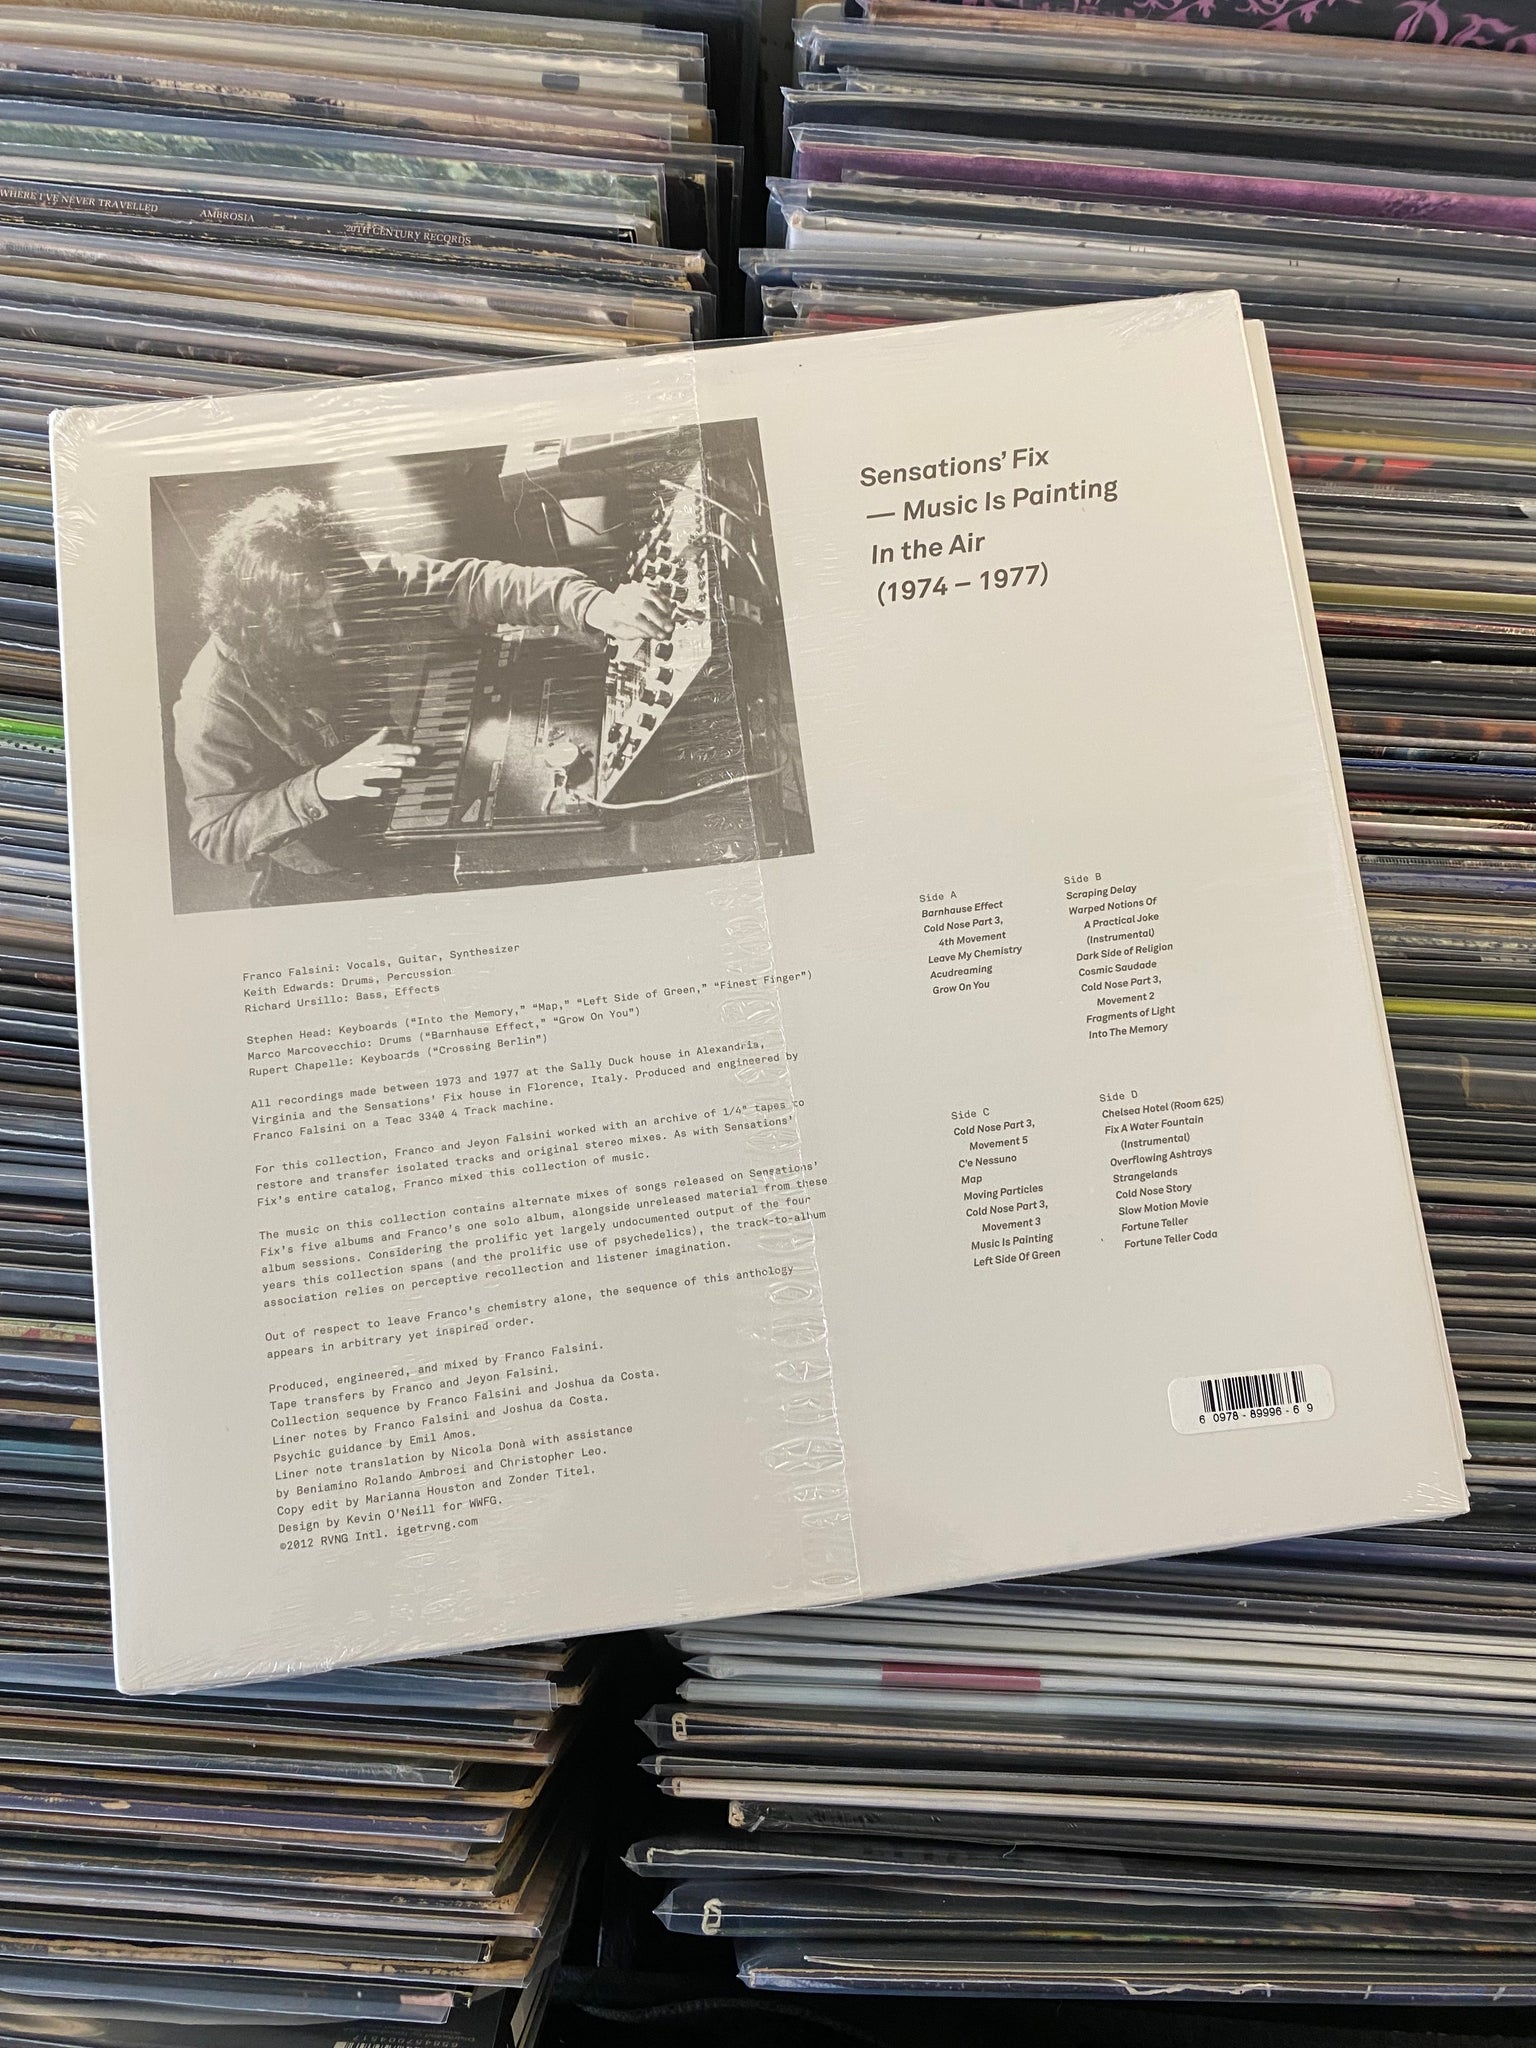 WHERE I'VE NEVER TRAVELLED AMBROSIA 20TH CENTURY RECORDS
Sensations' Fix
— Music Is Painting
In the Air
(1974 – 1977)
Franco Falsini: Vocals, Guitar, Synthesizer
Keith Edwards: Drums, Percussion
Richard Ursillo: Bass, Effects
Stephen Head: Keyboards (“Into the Memory,” “Map,” “Left Side of Green,” “Finest Finger”)
Marco Marcovecchio: Drums (“Barnhause Effect,” “Grow On You”)
Rupert Chapelle: Keyboards (“Crossing Berlin”)
All recordings made between 1973 and 1977 at the Sally Duck house in Alexandria,
Virginia and the Sensations’ Fix house in Florence, Italy. Produced and engineered by
Franco Falsini on a Teac 3340 4 Track machine.
For this collection, Franco and Jeyon Falsini worked with an archive of 1/4" tapes to
restore and transfer isolated tracks and original stereo mixes. As with Sensations’
Fix’s entire catalog, Franco mixed this collection of music.
The music on this collection contains alternate mixes of songs released on Sensations’
Fix’s five albums and Franco’s one solo album, alongside unreleased material from these
album sessions. Considering the prolific yet largely undocumented output of the four
years this collection spans (and the prolific use of psychedelics), the track-to-album
association relies on perceptive recollection and listener imagination.
Out of respect to leave Franco’s chemistry alone, the sequence of this anthology
appears in arbitrary yet inspired order.
Produced, engineered, and mixed by Franco Falsini.
Tape transfers by Franco and Jeyon Falsini.
Collection sequence by Franco Falsini and Joshua da Costa.
Liner notes by Franco Falsini and Joshua da Costa.
Psychic guidance by Emil Amos.
Liner note translation by Nicola Donà with assistance
by Beniamino Rolando Ambrosi and Christopher Leo.
Copy edit by Marianna Houston and Zonder Titel.
Design by Kevin O'Neill for WWFG.
©2012 RVNG Intl. igetrvng.com
Side A
Barnhause Effect
Cold Nose Part 3,
4th Movement
Leave My Chemistry
Acudreaming
Grow On You
Side B
Scraping Delay
Warped Notions Of
A Practical Joke
(Instrumental)
Dark Side of Religion
Cosmic Saudade
Cold Nose Part 3,
Movement 2
Fragments of Light
Into The Memory
Side C
Cold Nose Part 3,
Movement 5
C'e Nessuno
Map
Moving Particles
Cold Nose Part 3,
Movement 3
Music Is Painting
Left Side Of Green
Side D
Chelsea Hotel (Room 625)
Fix A Water Fountain
(Instrumental)
Overflowing Ashtrays
Strangelands
Cold Nose Story
Slow Motion Movie
Fortune Teller
Fortune Teller Coda
6 0978 - 89996 - 6 9